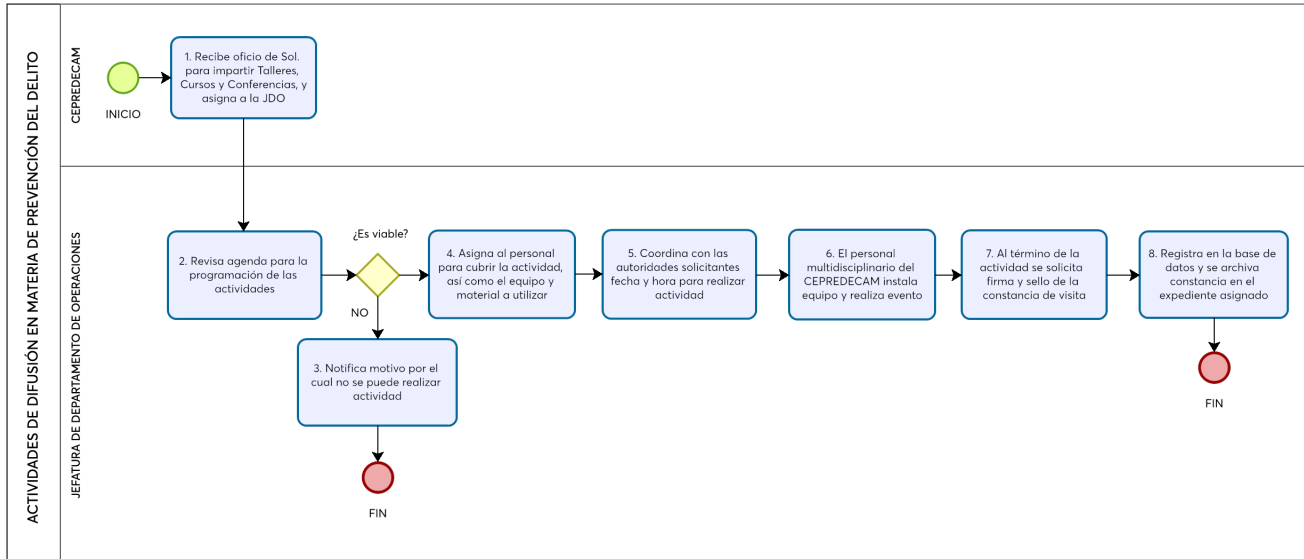 ACTIVIDADES DE DIFUSIÓN EN MATERIA DE PREVENCIÓN DEL DELITO
CEPREDECAM
INICIO
1. Recibe oficio de Sol.
para impartir Talleres,
Cursos y Conferencias, y
asigna a la JDO
JEFATURA DE DEPARTAMENTO DE OPERACIONES
2. Revisa agenda para la
programación de las
actividades
¿Es viable?
NO
3. Notifica motivo por el
cual no se puede realizar
actividad
FIN
4. Asigna al personal
para cubrir la actividad,
así como el equipo y
material a utilizar
5. Coordina con las
autoridades solicitantes
fecha y hora para realizar
actividad
6. El personal
multidisciplinario del
CEPREDECAM instala
equipo y realiza evento
7. Al término de la
actividad se solicita
firma y sello de la
constancia de visita
8. Registra en la base de
datos y se archiva
constancia en el
expediente asignado
FIN